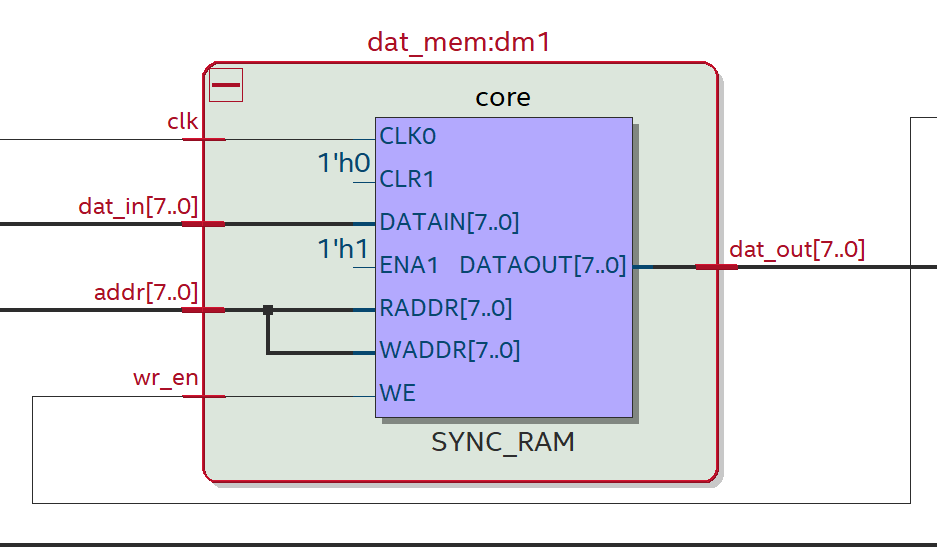 dat_mem:dm1
core
clk
CLK0
1'h0
CLR1
dat_in[7..0]
DATAIN[7..0]
1'h1
ENA1 DATAOUT[7..0]
dat_out[7..0]
addr[7..0]
RADDR[7..0]
WADDR[7..0]
wr_en
WE
SYNC_RAM